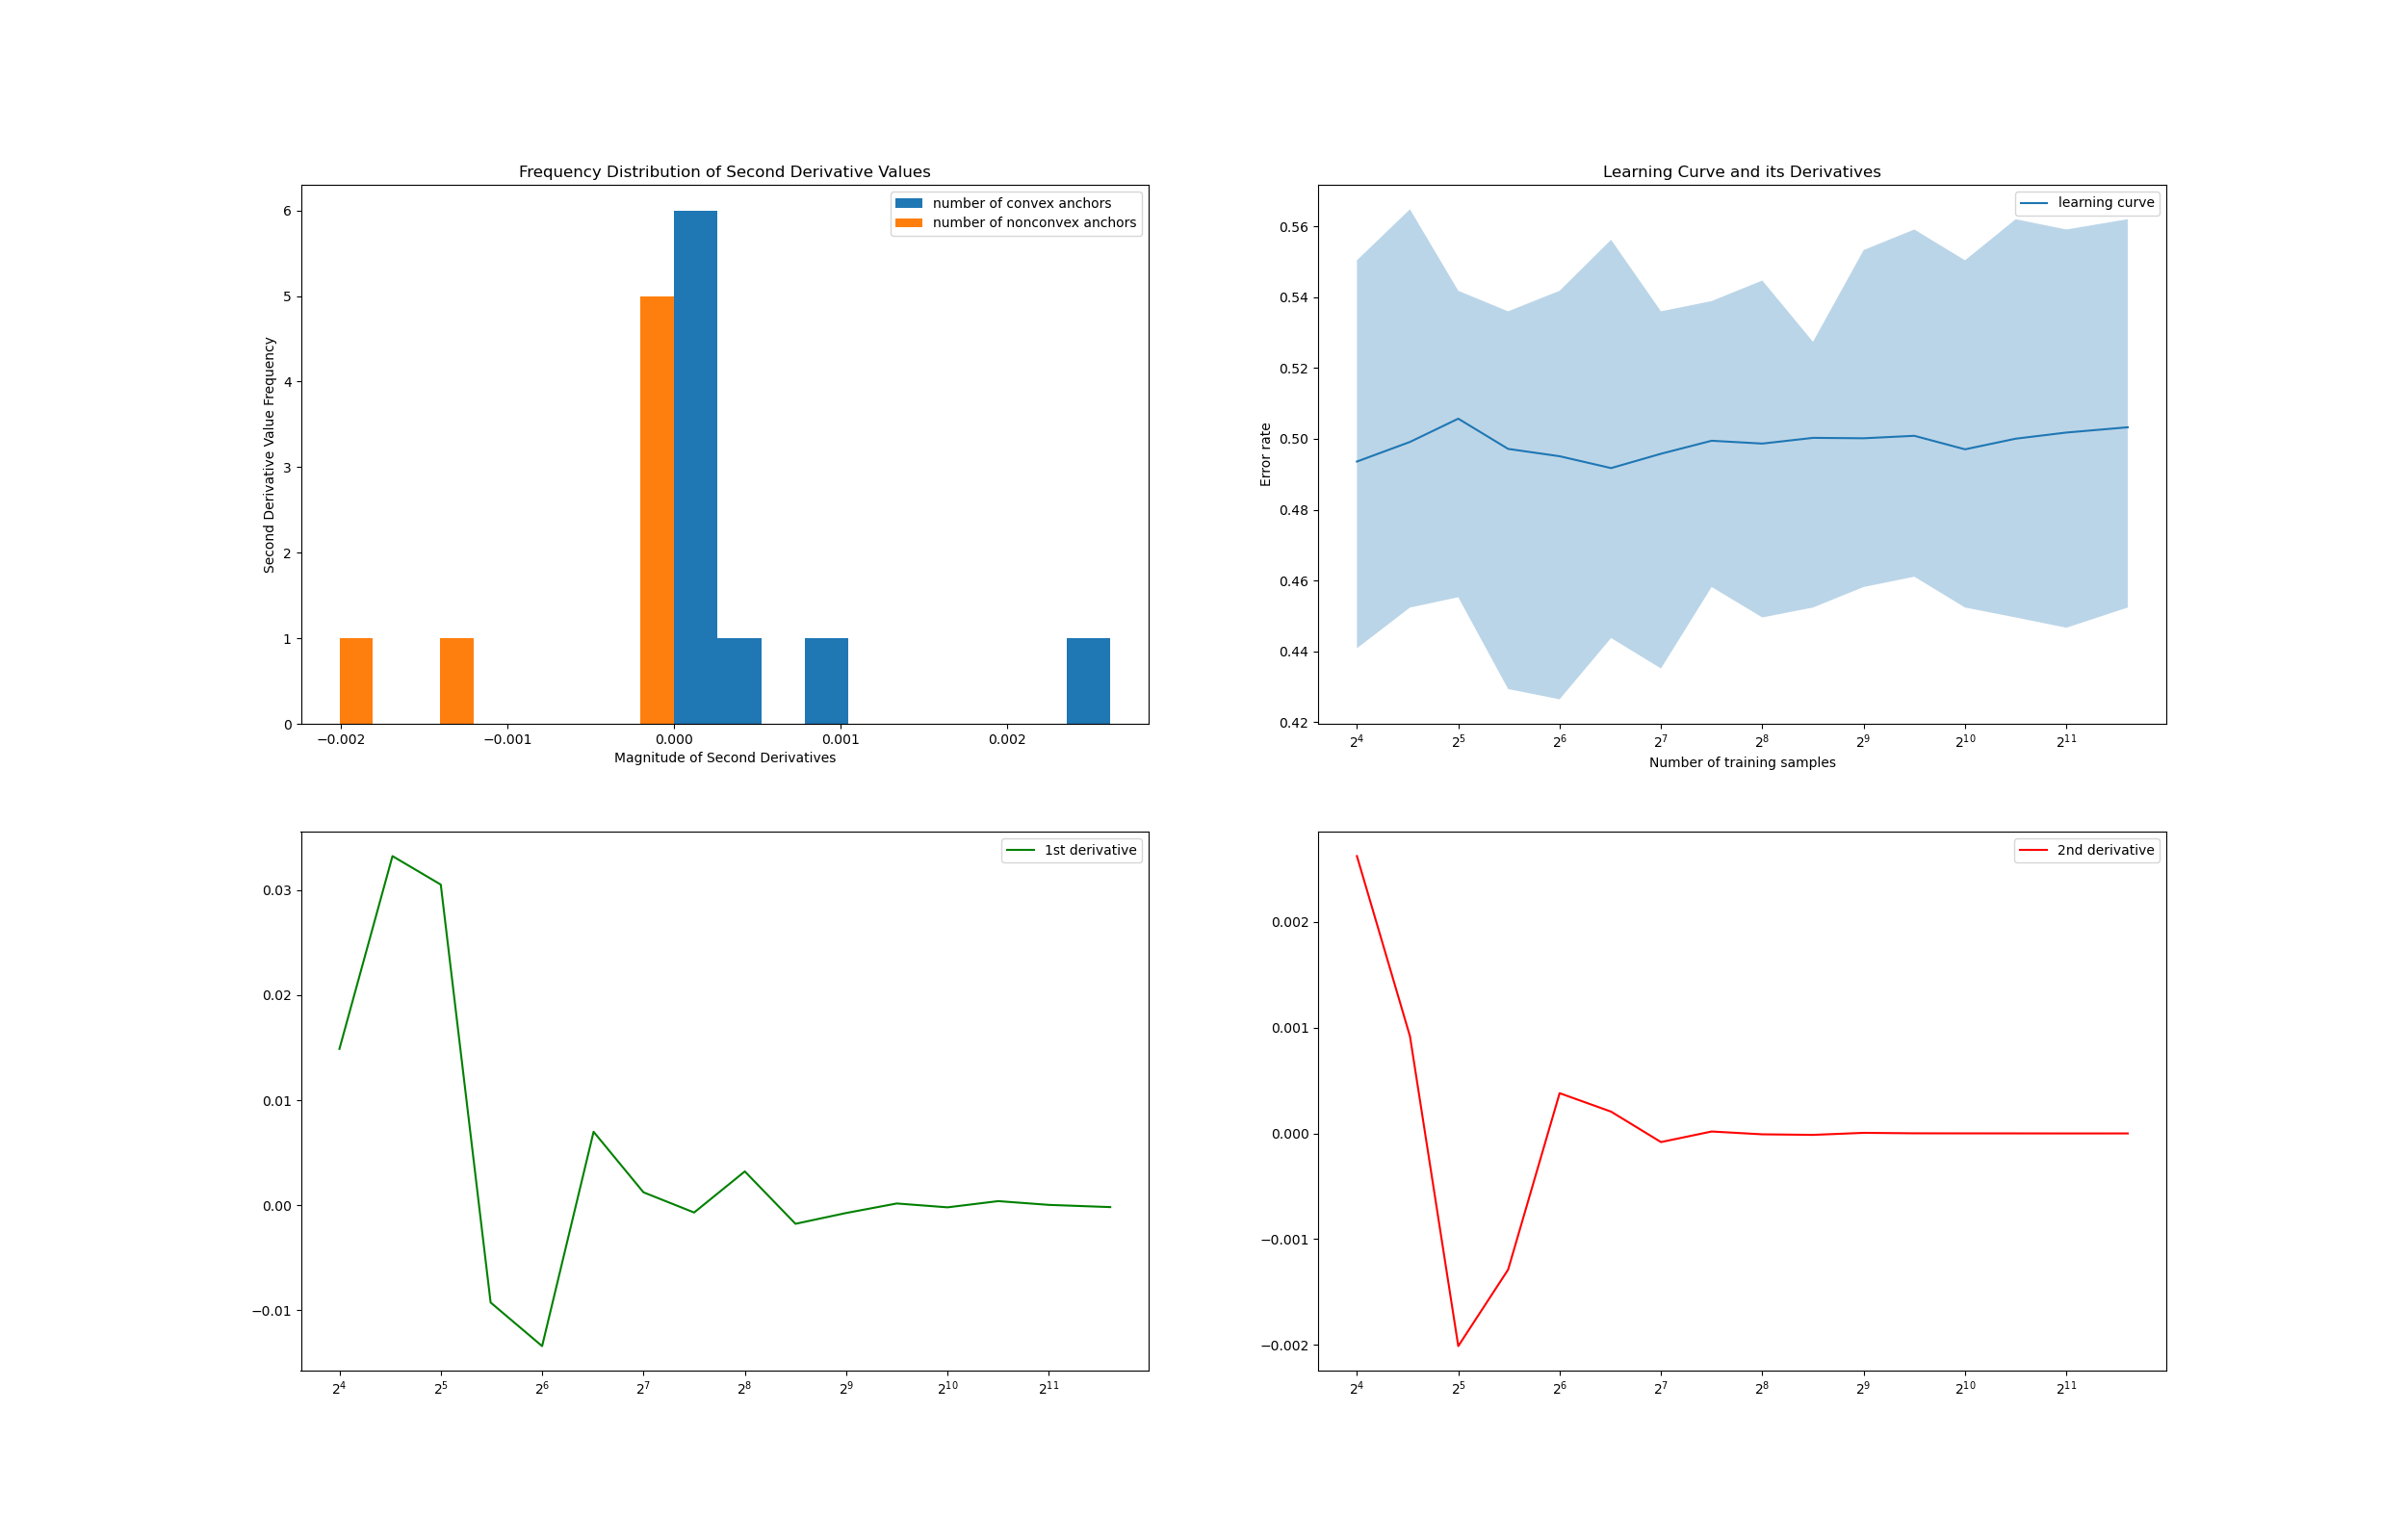 Frequency Distribution of Second Derivative Values
number of convex anchors
number of nonconvex anchors
Second Derivative Value Frequency
6
5
4
3
2
1
0
−0.002 −0.001 0.000 0.001 0.002
Magnitude of Second Derivatives
Learning Curve and its Derivatives
learning curve
Error rate
0.56
0.54
0.52
0.50
0.48
0.46
0.44
0.42
2⁴ 2⁵ 2⁶ 2⁷ 2⁸ 2⁹ 2¹⁰ 2¹¹
Number of training samples
1st derivative
0.03
0.02
0.01
0.00
−0.01
2⁴ 2⁵ 2⁶ 2⁷ 2⁸ 2⁹ 2¹⁰ 2¹¹
2nd derivative
0.002
0.001
0.000
−0.001
−0.002
2⁴ 2⁵ 2⁶ 2⁷ 2⁸ 2⁹ 2¹⁰ 2¹¹